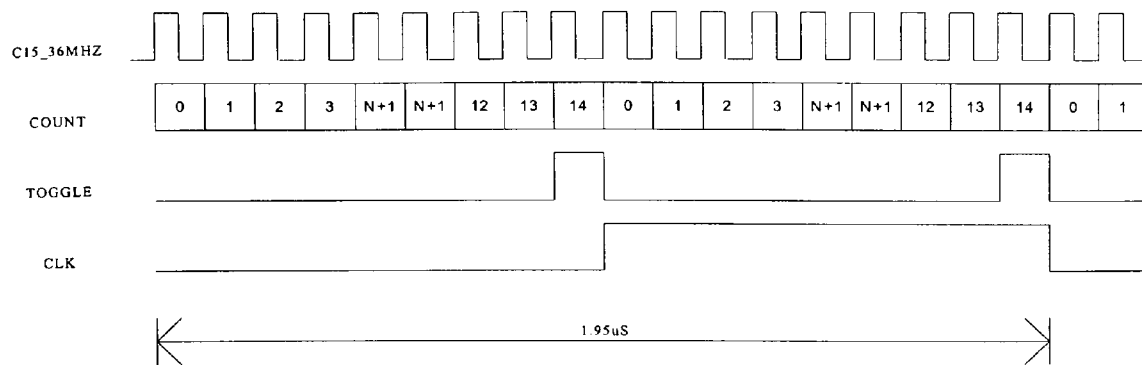 C15_36MHZ
COUNT 0 1 2 3 N+1 N+1 12 13 14 0 1 2 3 N+1 N+1 12 13 14 0 1
TOGGLE
CLK
1.95uS